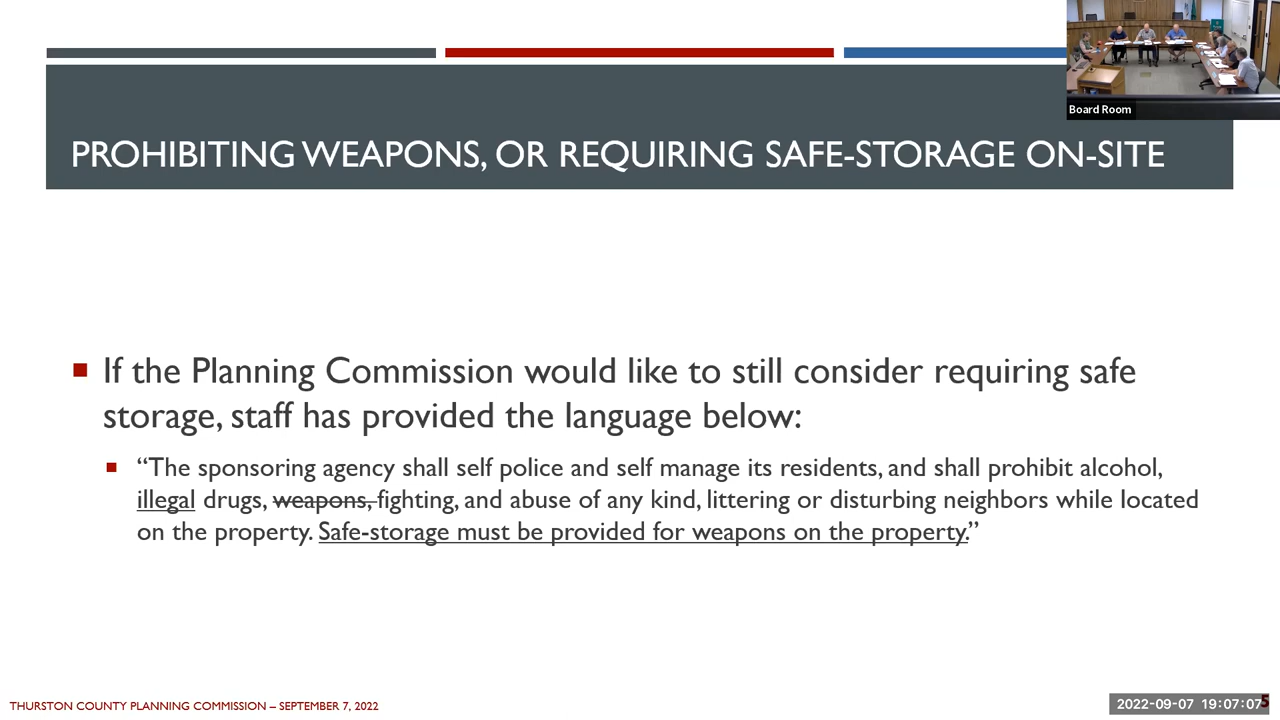 Board Room
PROHIBITING WEAPONS, OR REQUIRING SAFE-STORAGE ON-SITE
If the Planning Commission would like to still consider requiring safe
storage, staff has provided the language below:
“The sponsoring agency shall self police and self manage its residents, and shall prohibit alcohol,
illegal drugs, weapons, fighting, and abuse of any kind, littering or disturbing neighbors while located
on the property. Safe-storage must be provided for weapons on the property.”
THURSTON COUNTY PLANNING COMMISSION – SEPTEMBER 7, 2022
2022-09-07 19:07:07
5